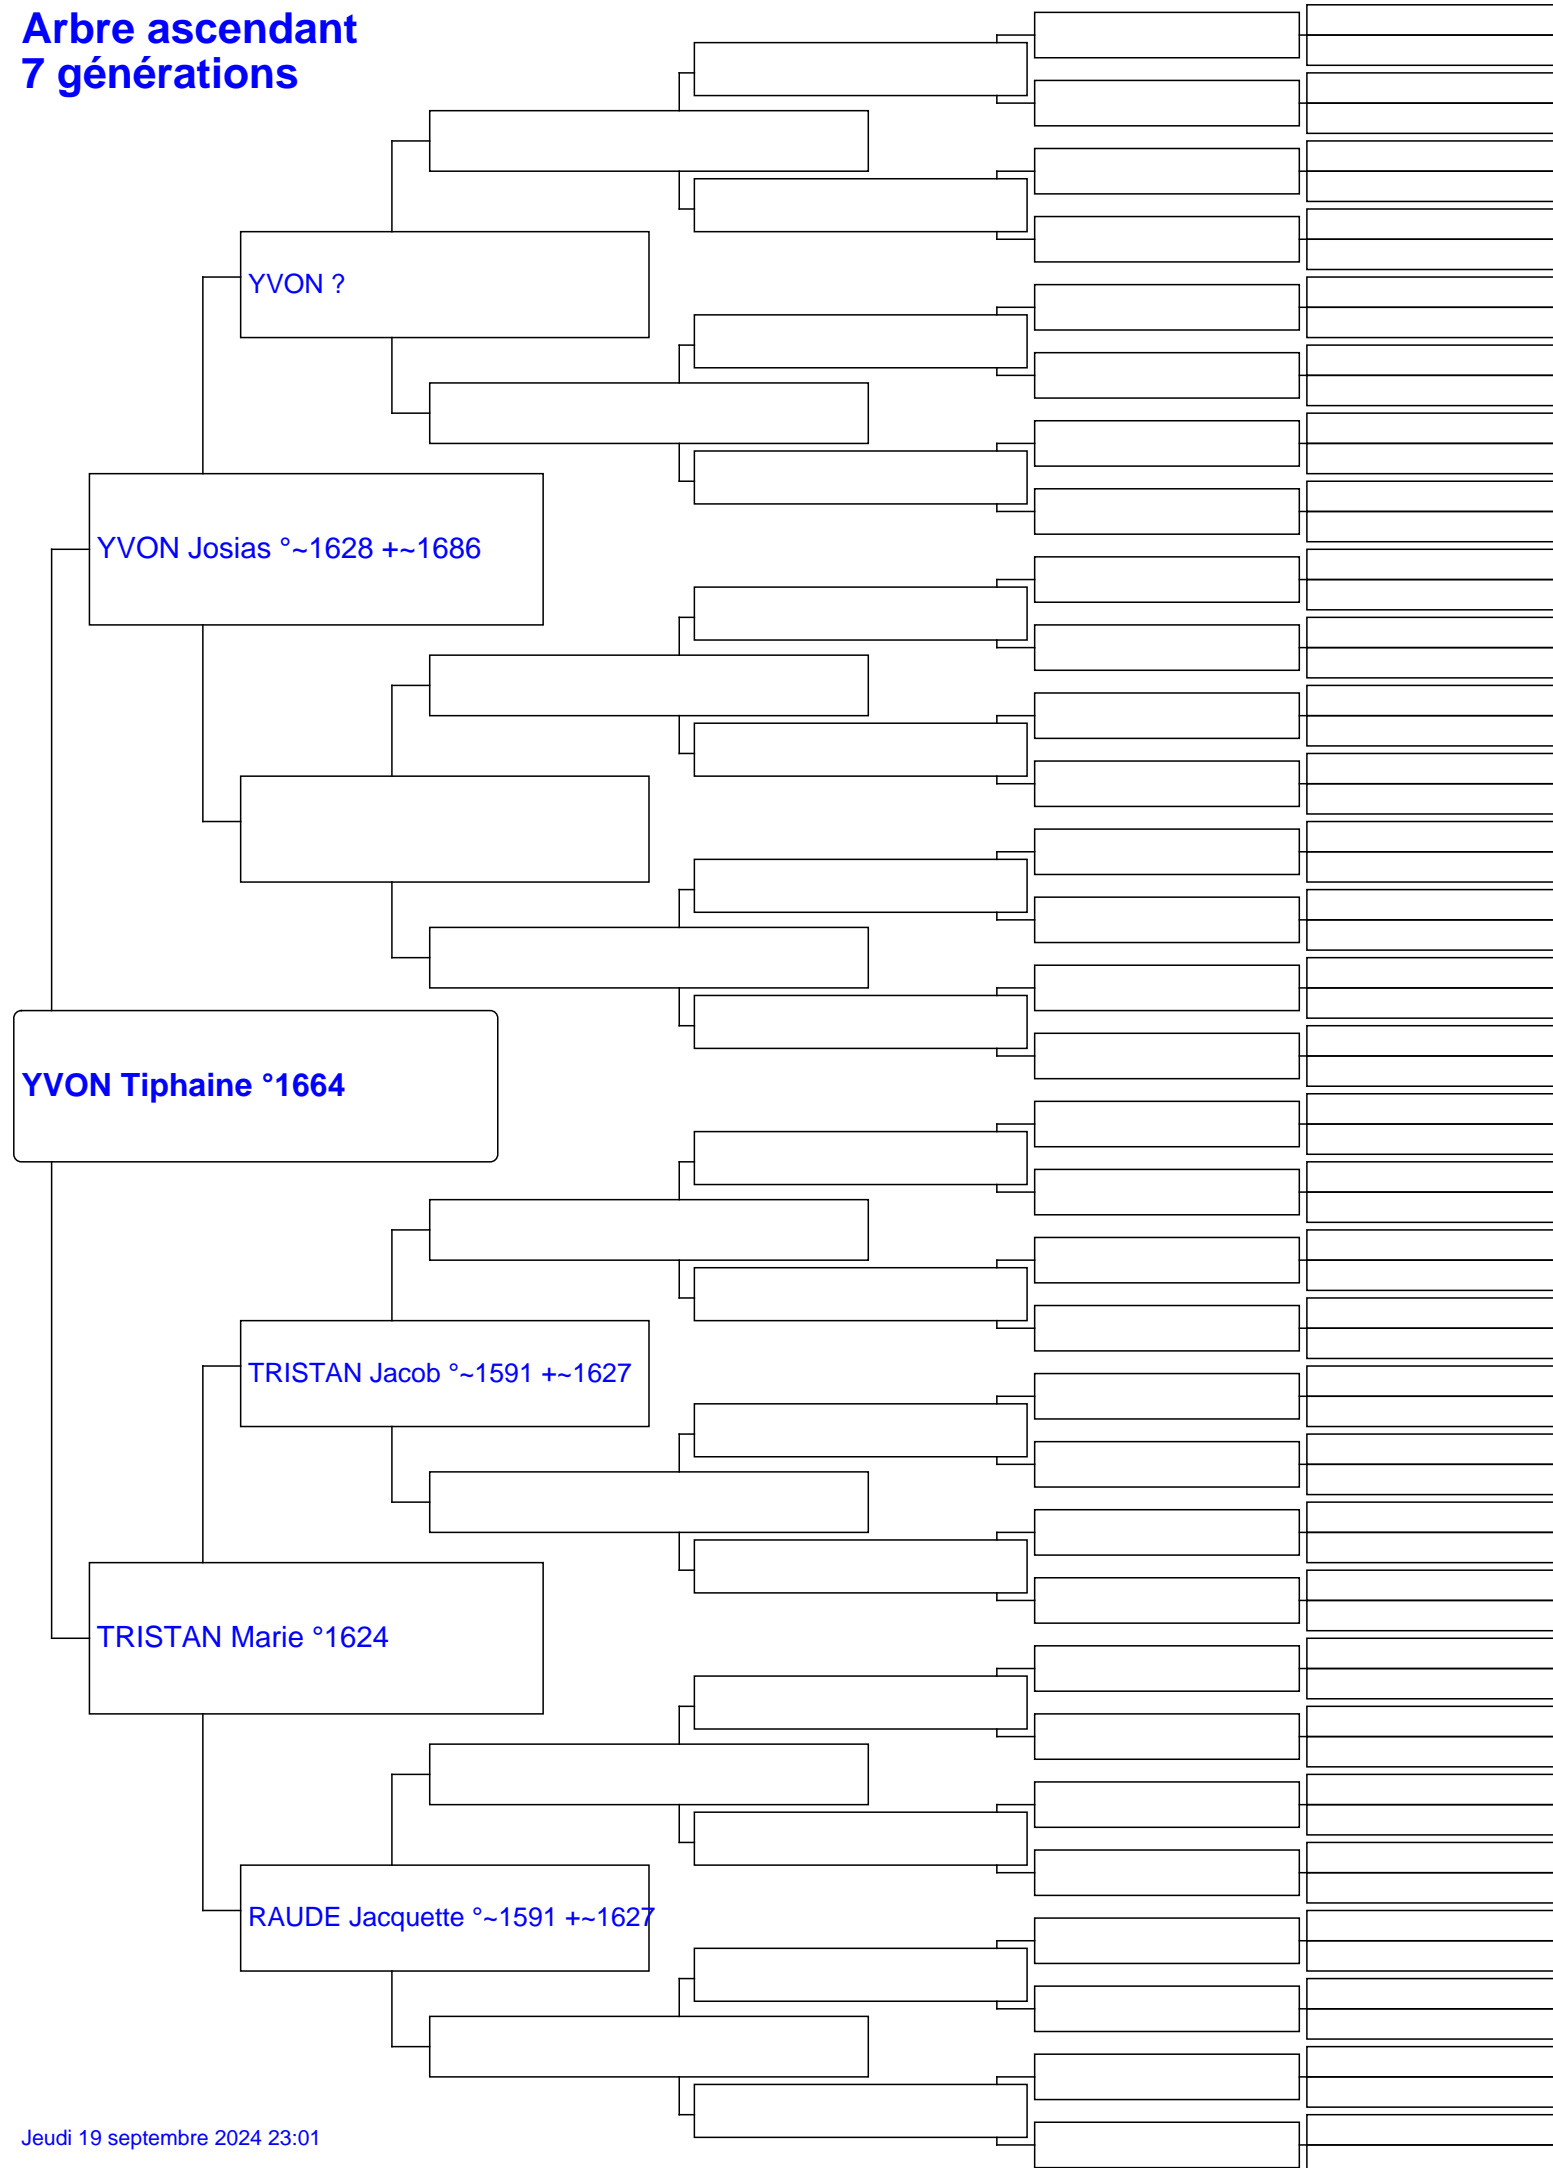 Arbre ascendant
7 générations
YVON ?
YVON Josias °~1628 +~1686
YVON Tiphaine °1664
TRISTAN Jacob °~1591 +~1627
TRISTAN Marie °1624
RAUDE Jacquette °~1591 +~1627
Jeudi 19 septembre 2024 23:01